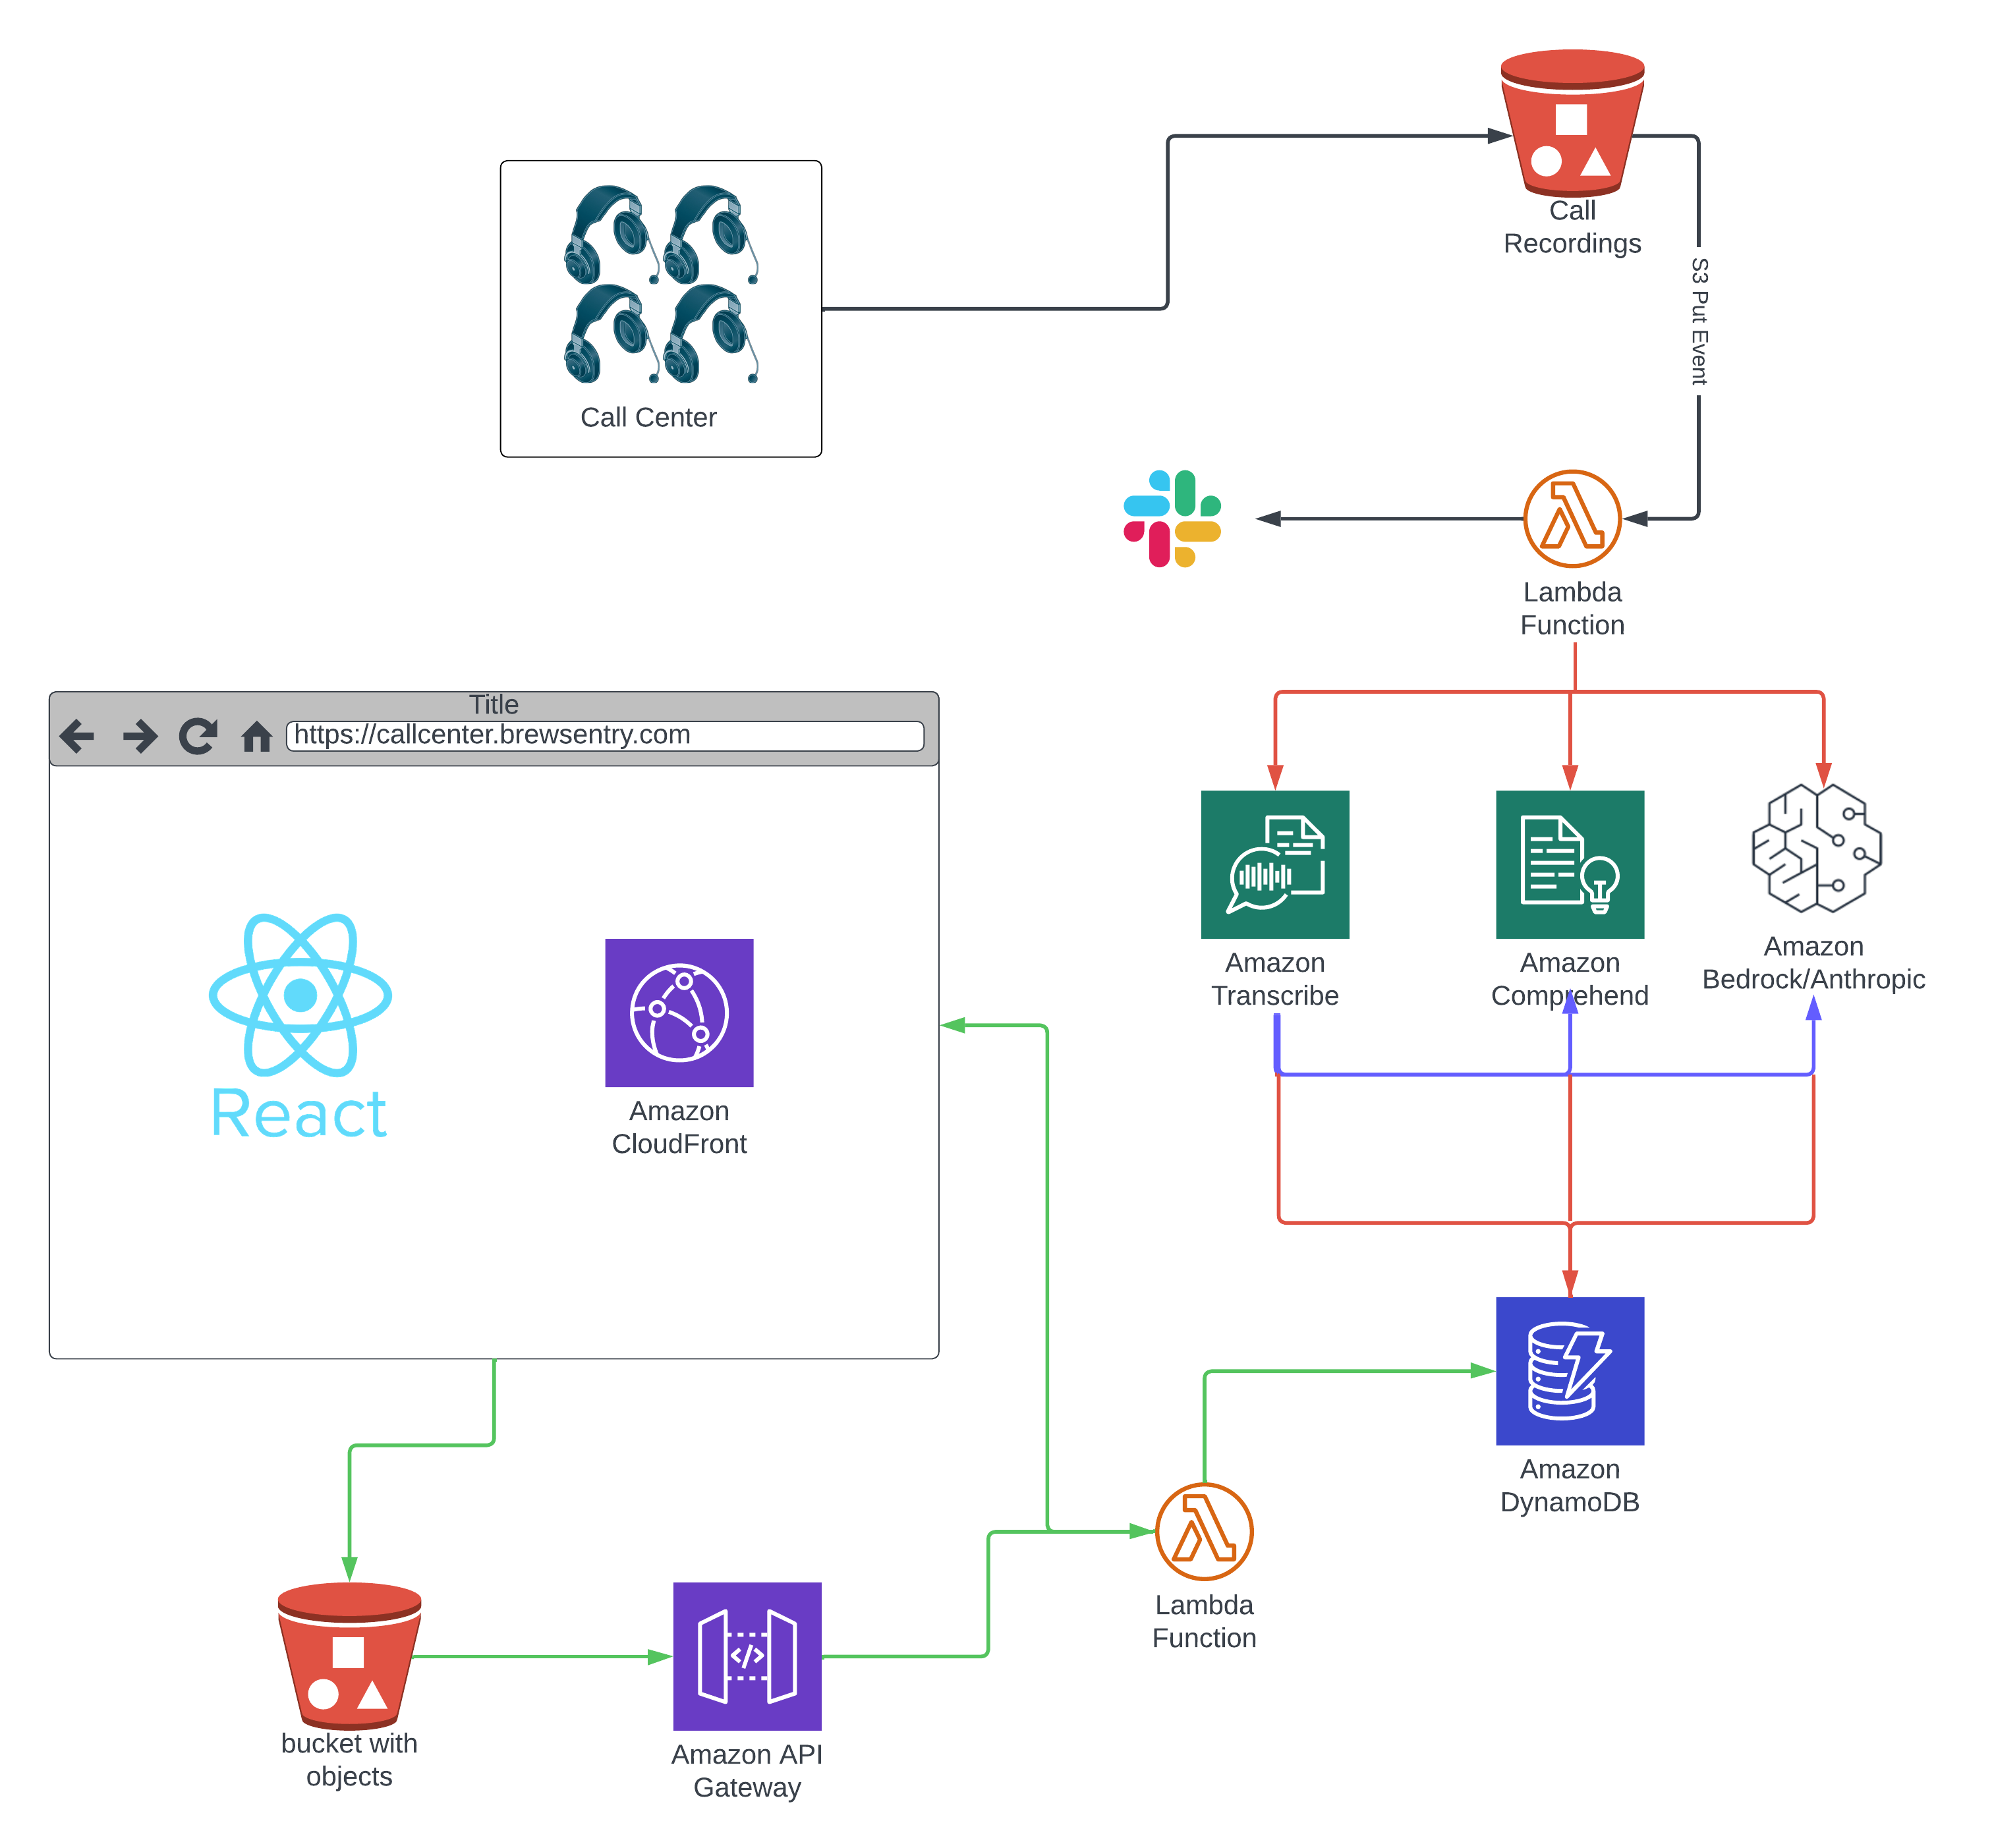 Call
Recordings
S3 Put Event
Call Center
Lambda
Function
Title
https://callcenter.brewsentry.com
React
Amazon
CloudFront
Amazon
Transcribe
Amazon
Comprehend
Amazon
Bedrock/Anthropic
Amazon
DynamoDB
Lambda
Function
bucket with
objects
Amazon API
Gateway